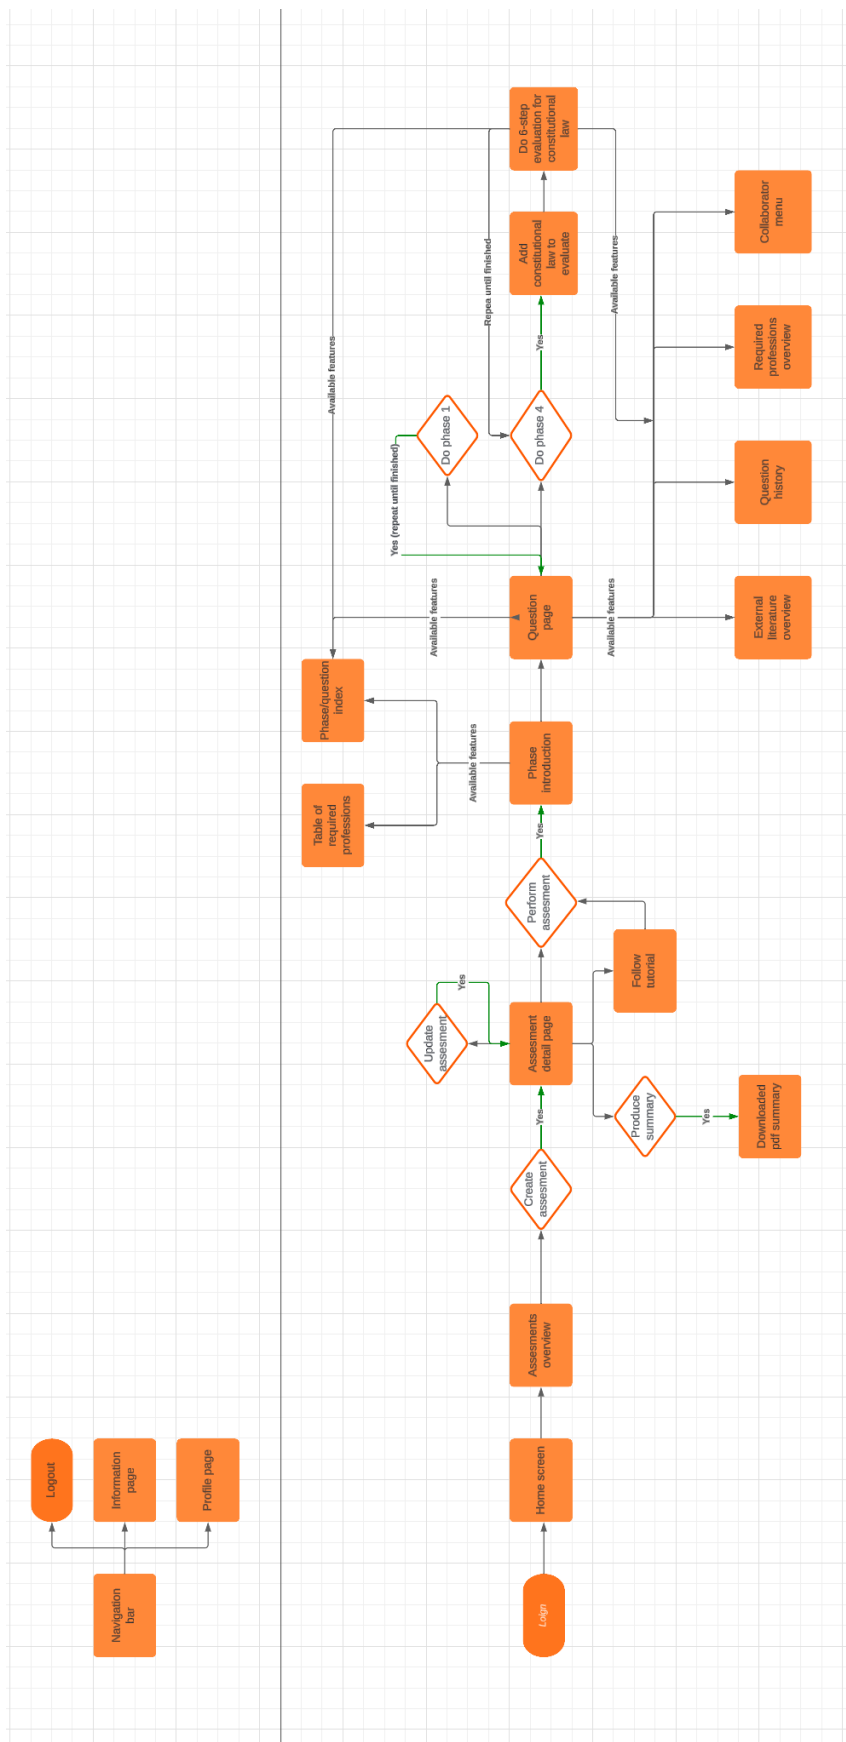 Logout
Information
page
Profile page
Navigation
bar
Loign
Home screen
Assesments
overview
Create
assesment
Yes
Assesment
detail page
Update
assesment
Yes
Produce
summary
Yes
Downloaded
pdf summary
Follow
tutorial
Perform
assesment
Yes
Phase
introduction
Available features
Table of
required
professions
Phase/question
index
Question
page
Available features
Available features
Yes (repeat until finished)
Do phase 1
Do phase 4
Yes
Add
constitutional
law to
evaluate
Do 6-step
evaluation for
constitutional
law
Repea until finished
Available features
Available features
External
literature
overview
Question
history
Required
professions
overview
Collaborator
menu